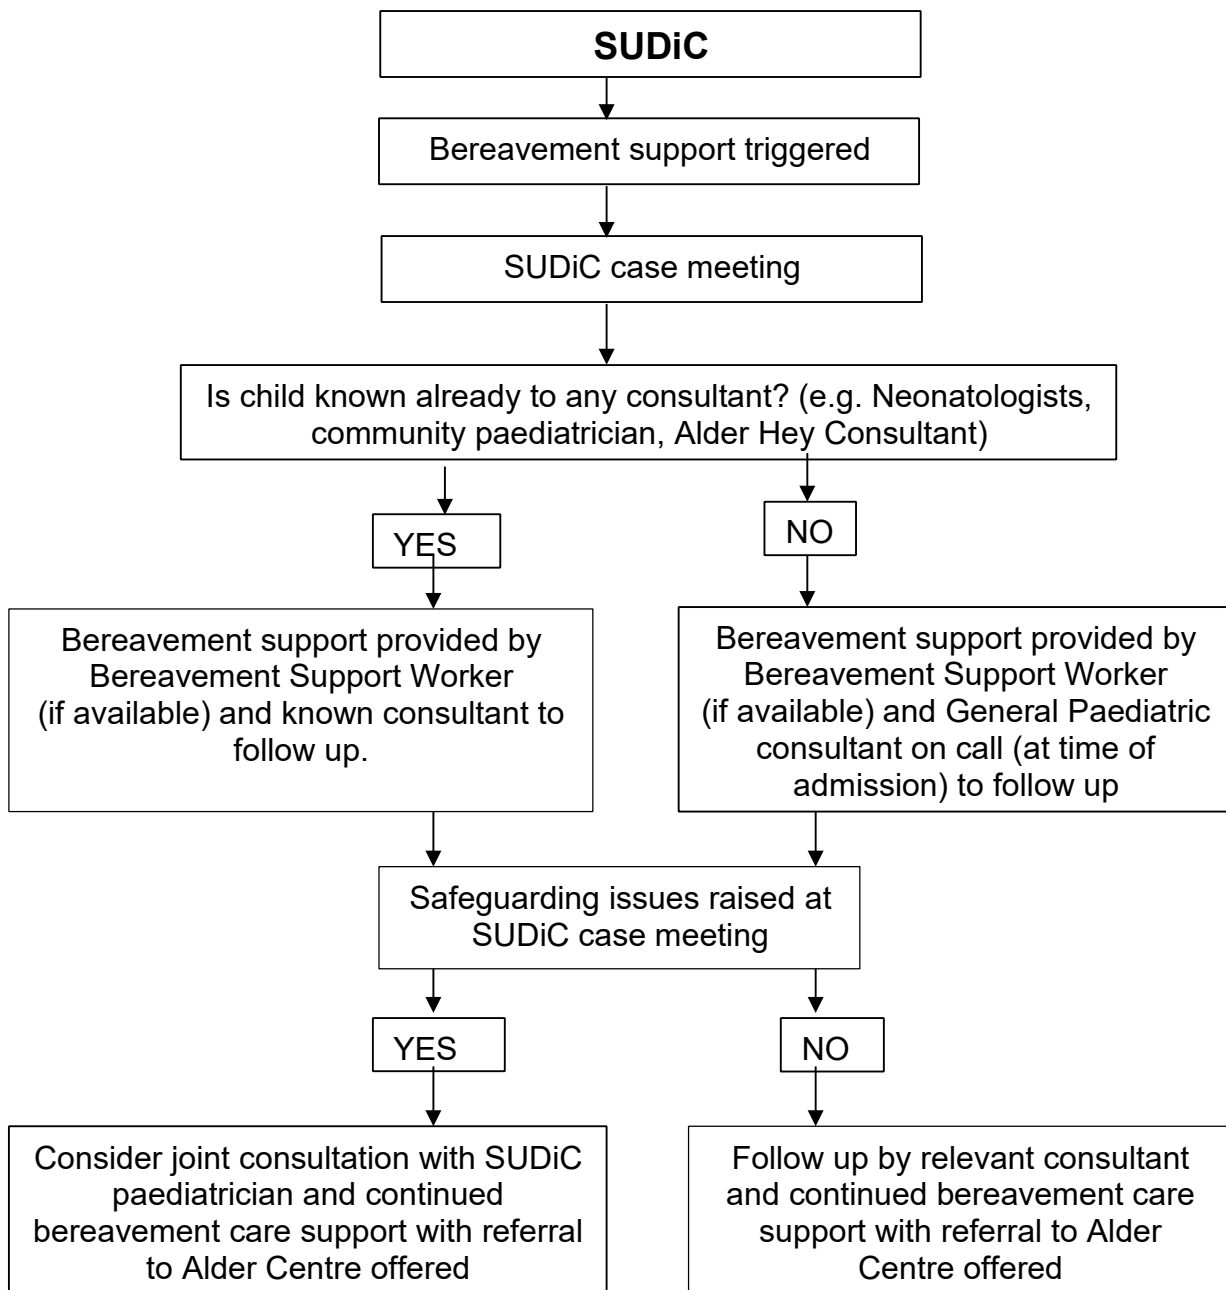 SUDiC
Bereavement support triggered
SUDiC case meeting
Is child known already to any consultant? (e.g. Neonatologists,
community paediatrician, Alder Hey Consultant)
YES
NO
Bereavement support provided by
Bereavement Support Worker
(if available) and known consultant to
follow up.
Bereavement support provided by
Bereavement Support Worker
(if available) and General Paediatric
consultant on call (at time of
admission) to follow up
Safeguarding issues raised at
SUDiC case meeting
YES
NO
Consider joint consultation with SUDiC
paediatrician and continued
bereavement care support with referral
to Alder Centre offered
Follow up by relevant consultant
and continued bereavement care
support with referral to Alder
Centre offered